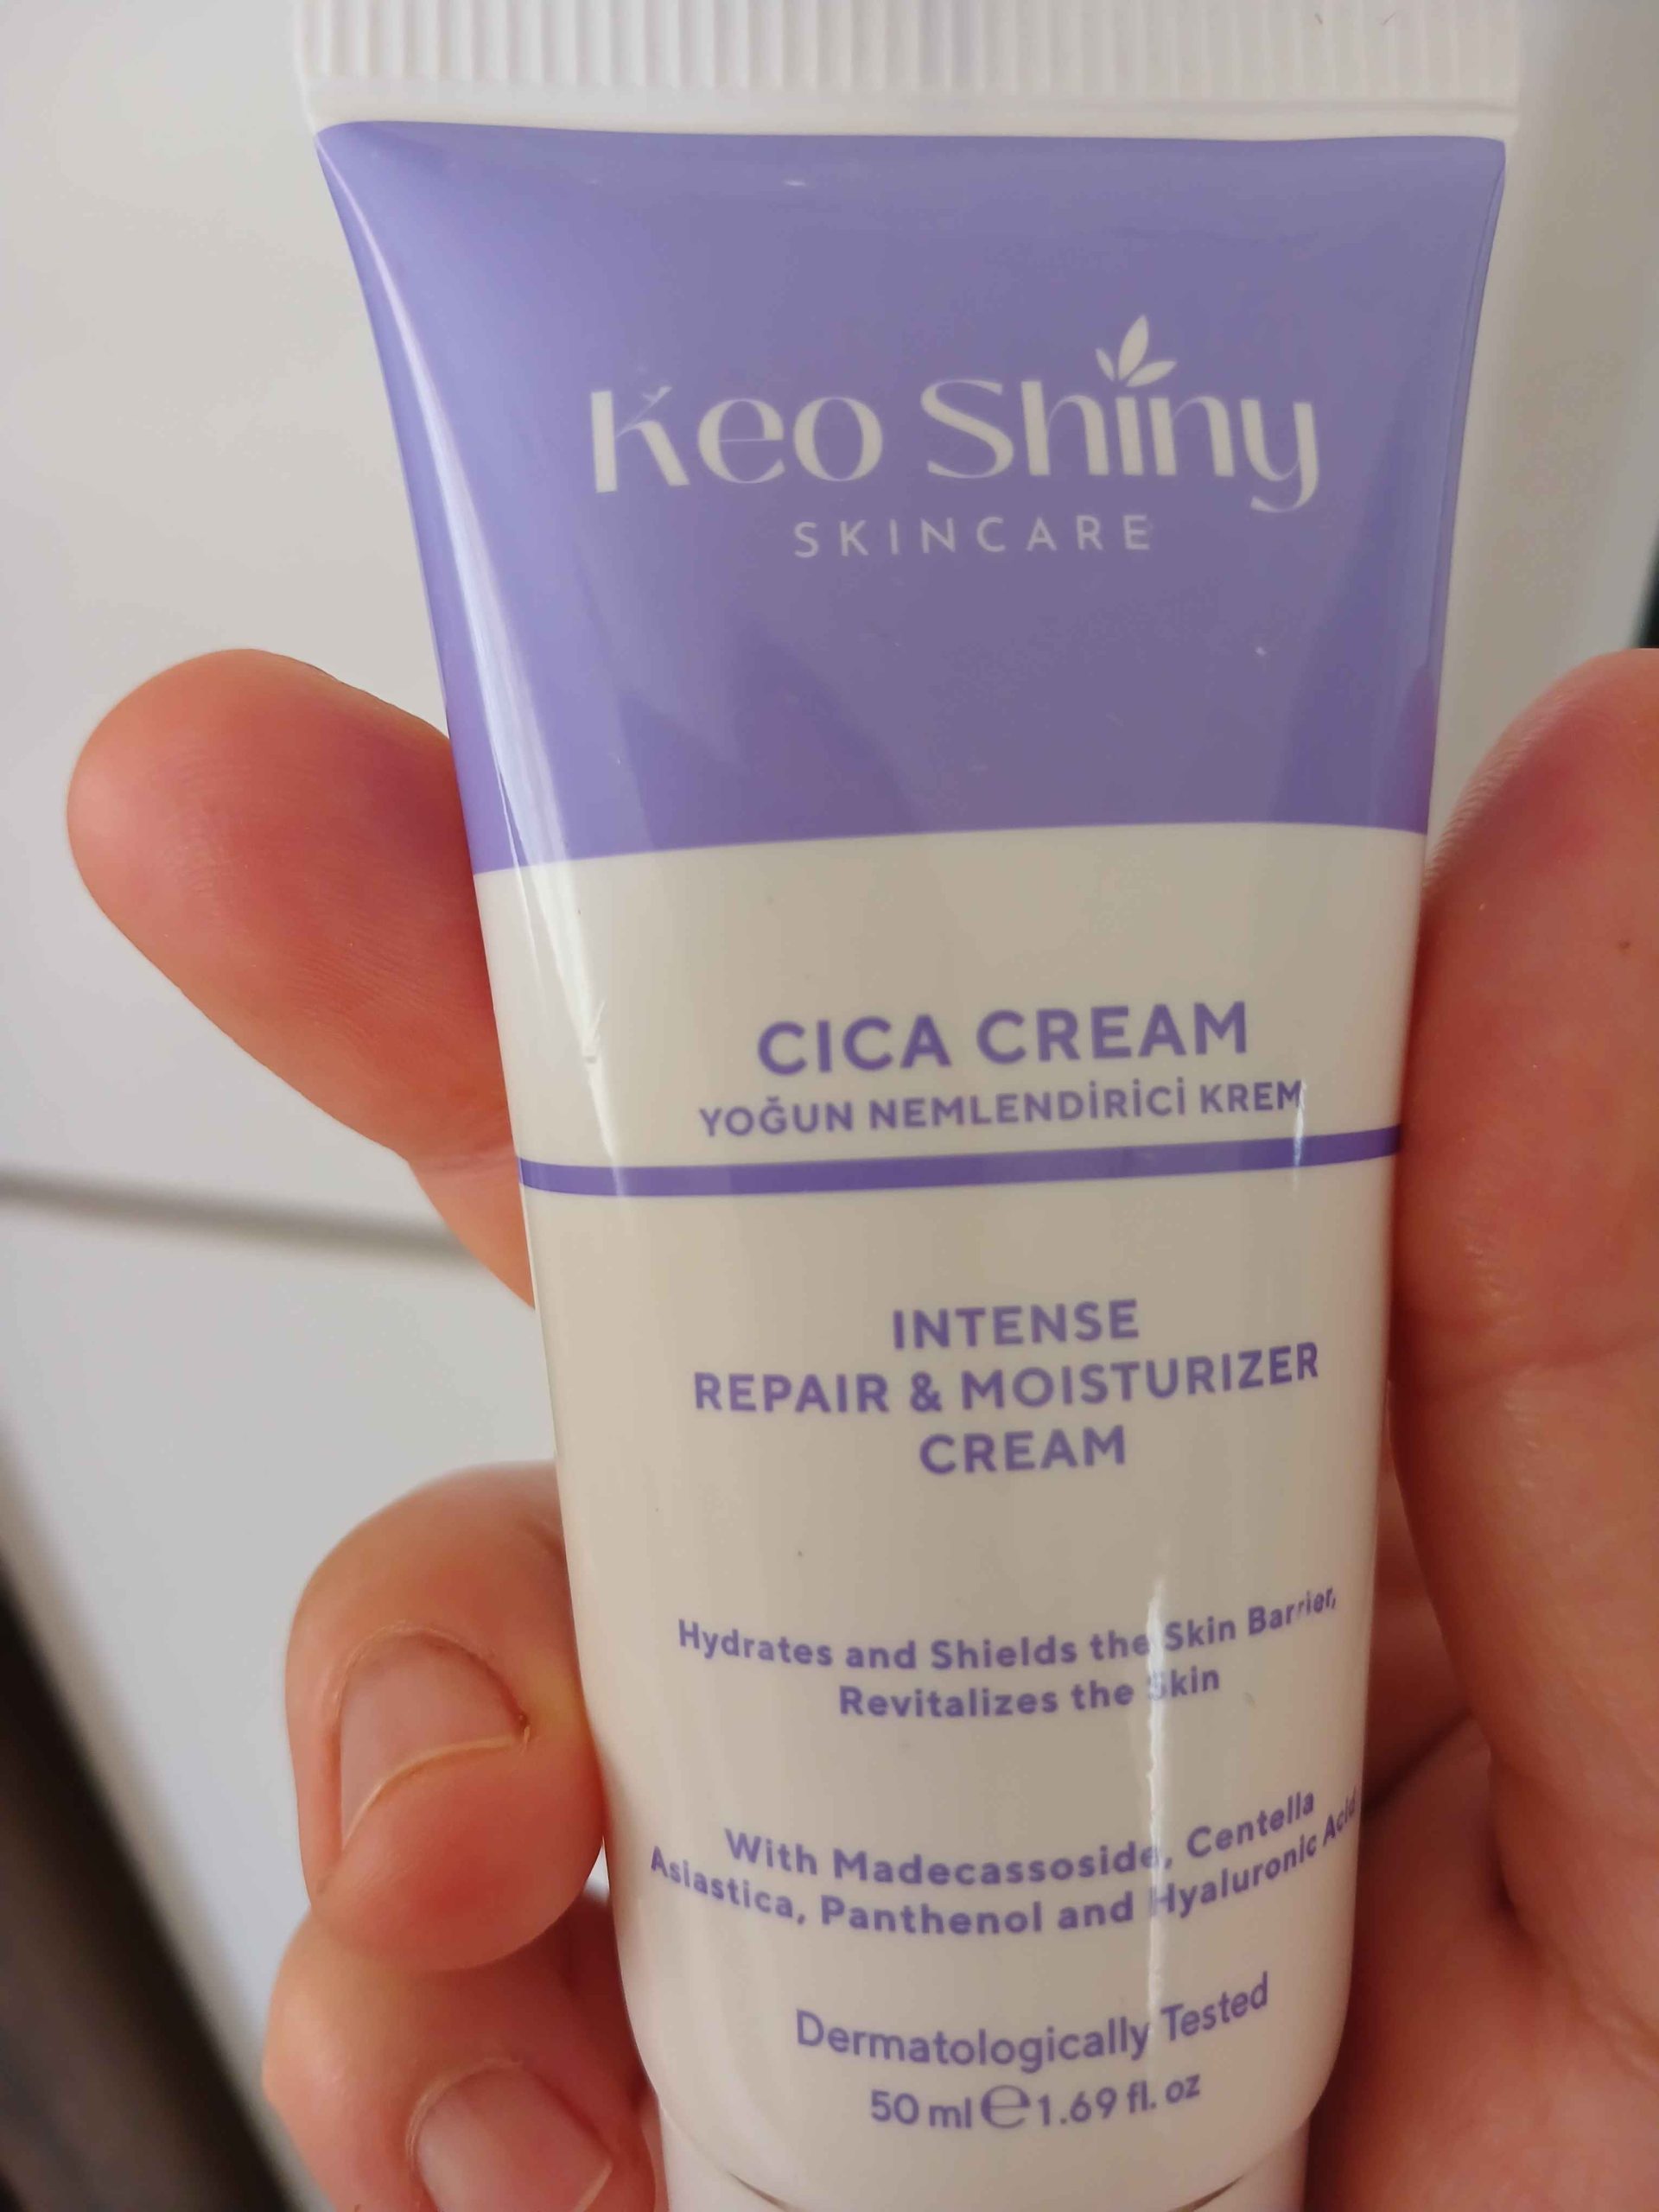 Keo Shiny
SKINCARE
CICA CREAM
YOĞUN NEMLENDİRİCİ KREM
INTENSE
REPAIR & MOISTURIZER
CREAM
Hydrates and Shields the Skin Barrier,
Revitalizes the Skin
With Madecassoside, Centella
Asiastica, Panthenol and Hyaluronic Acid
Dermatologically Tested
50 ml ℮ 1.69 fl. oz